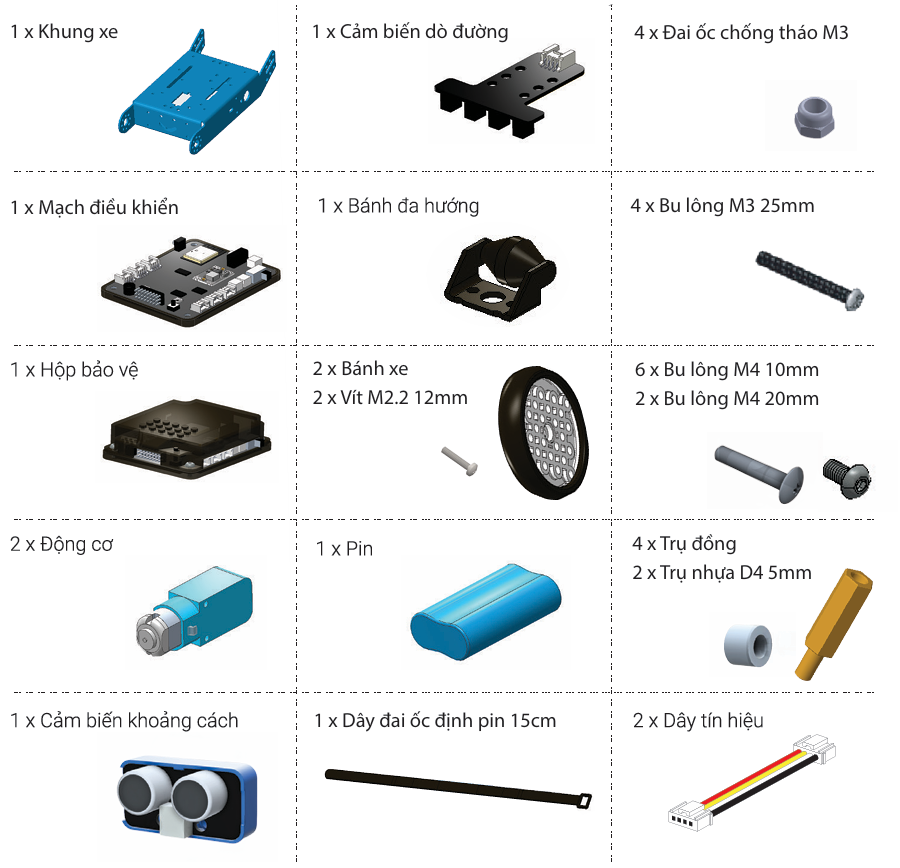 1 x Khung xe
1 x Cảm biến dò đường
4 x Đai ốc chống tháo M3
1 x Mạch điều khiển
1 x Bánh đa hướng
4 x Bu lông M3 25mm
1 x Hộp bảo vệ
2 x Bánh xe
2 x Vít M2.2 12mm
6 x Bu lông M4 10mm
2 x Bu lông M4 20mm
2 x Động cơ
1 x Pin
4 x Trụ đồng
2 x Trụ nhựa D4 5mm
1 x Cảm biến khoảng cách
1 x Dây đai ốc định pin 15cm
2 x Dây tín hiệu